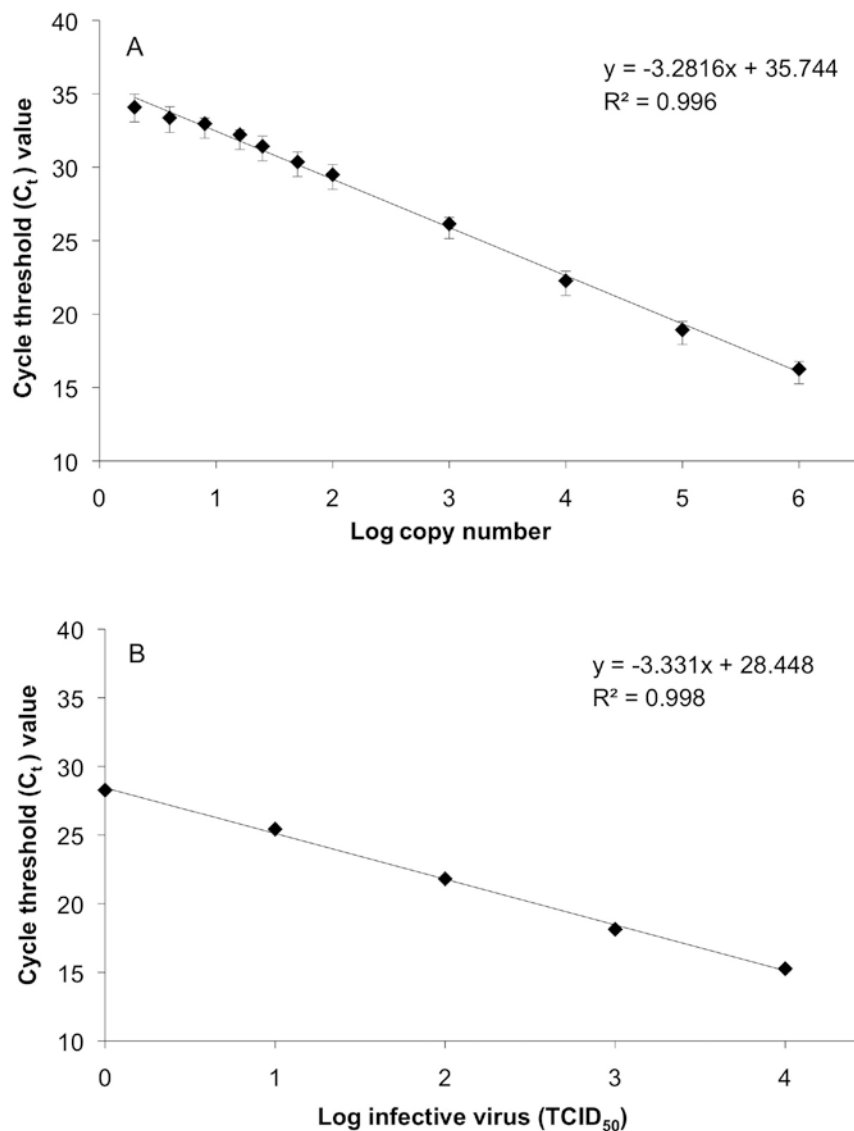 A
y = -3.2816x + 35.744
R² = 0.996
Cycle threshold (Cₜ) value
40
35
30
25
20
15
10
0 1 2 3 4 5 6
Log copy number
B
y = -3.331x + 28.448
R² = 0.998
Cycle threshold (Cₜ) value
40
35
30
25
20
15
10
0 1 2 3 4
Log infective virus (TCID₅₀)